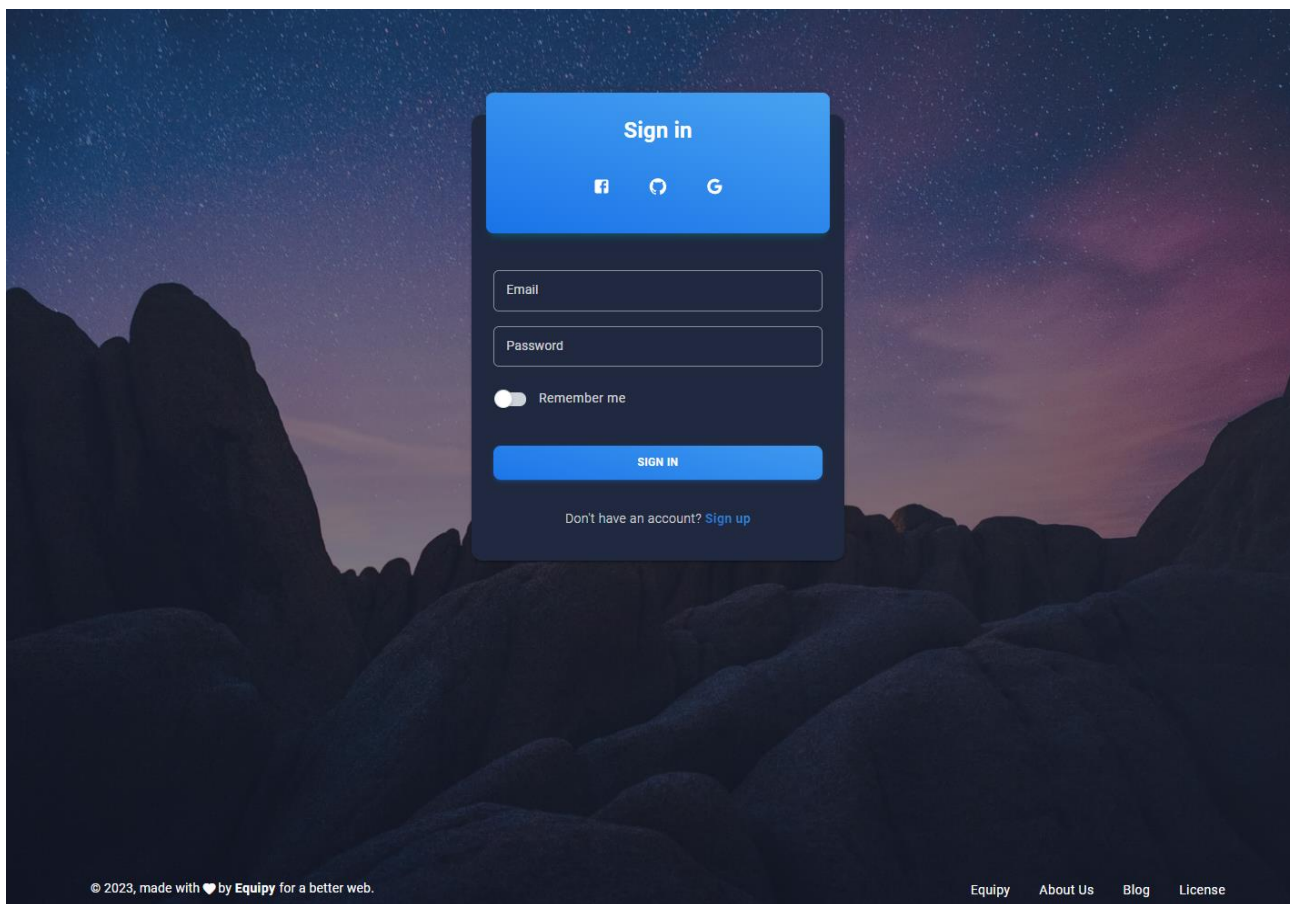 Sign in
Email
Password
Remember me
SIGN IN
Don't have an account? Sign up
© 2023, made with ♥ by Equipy for a better web.
Equipy About Us Blog License